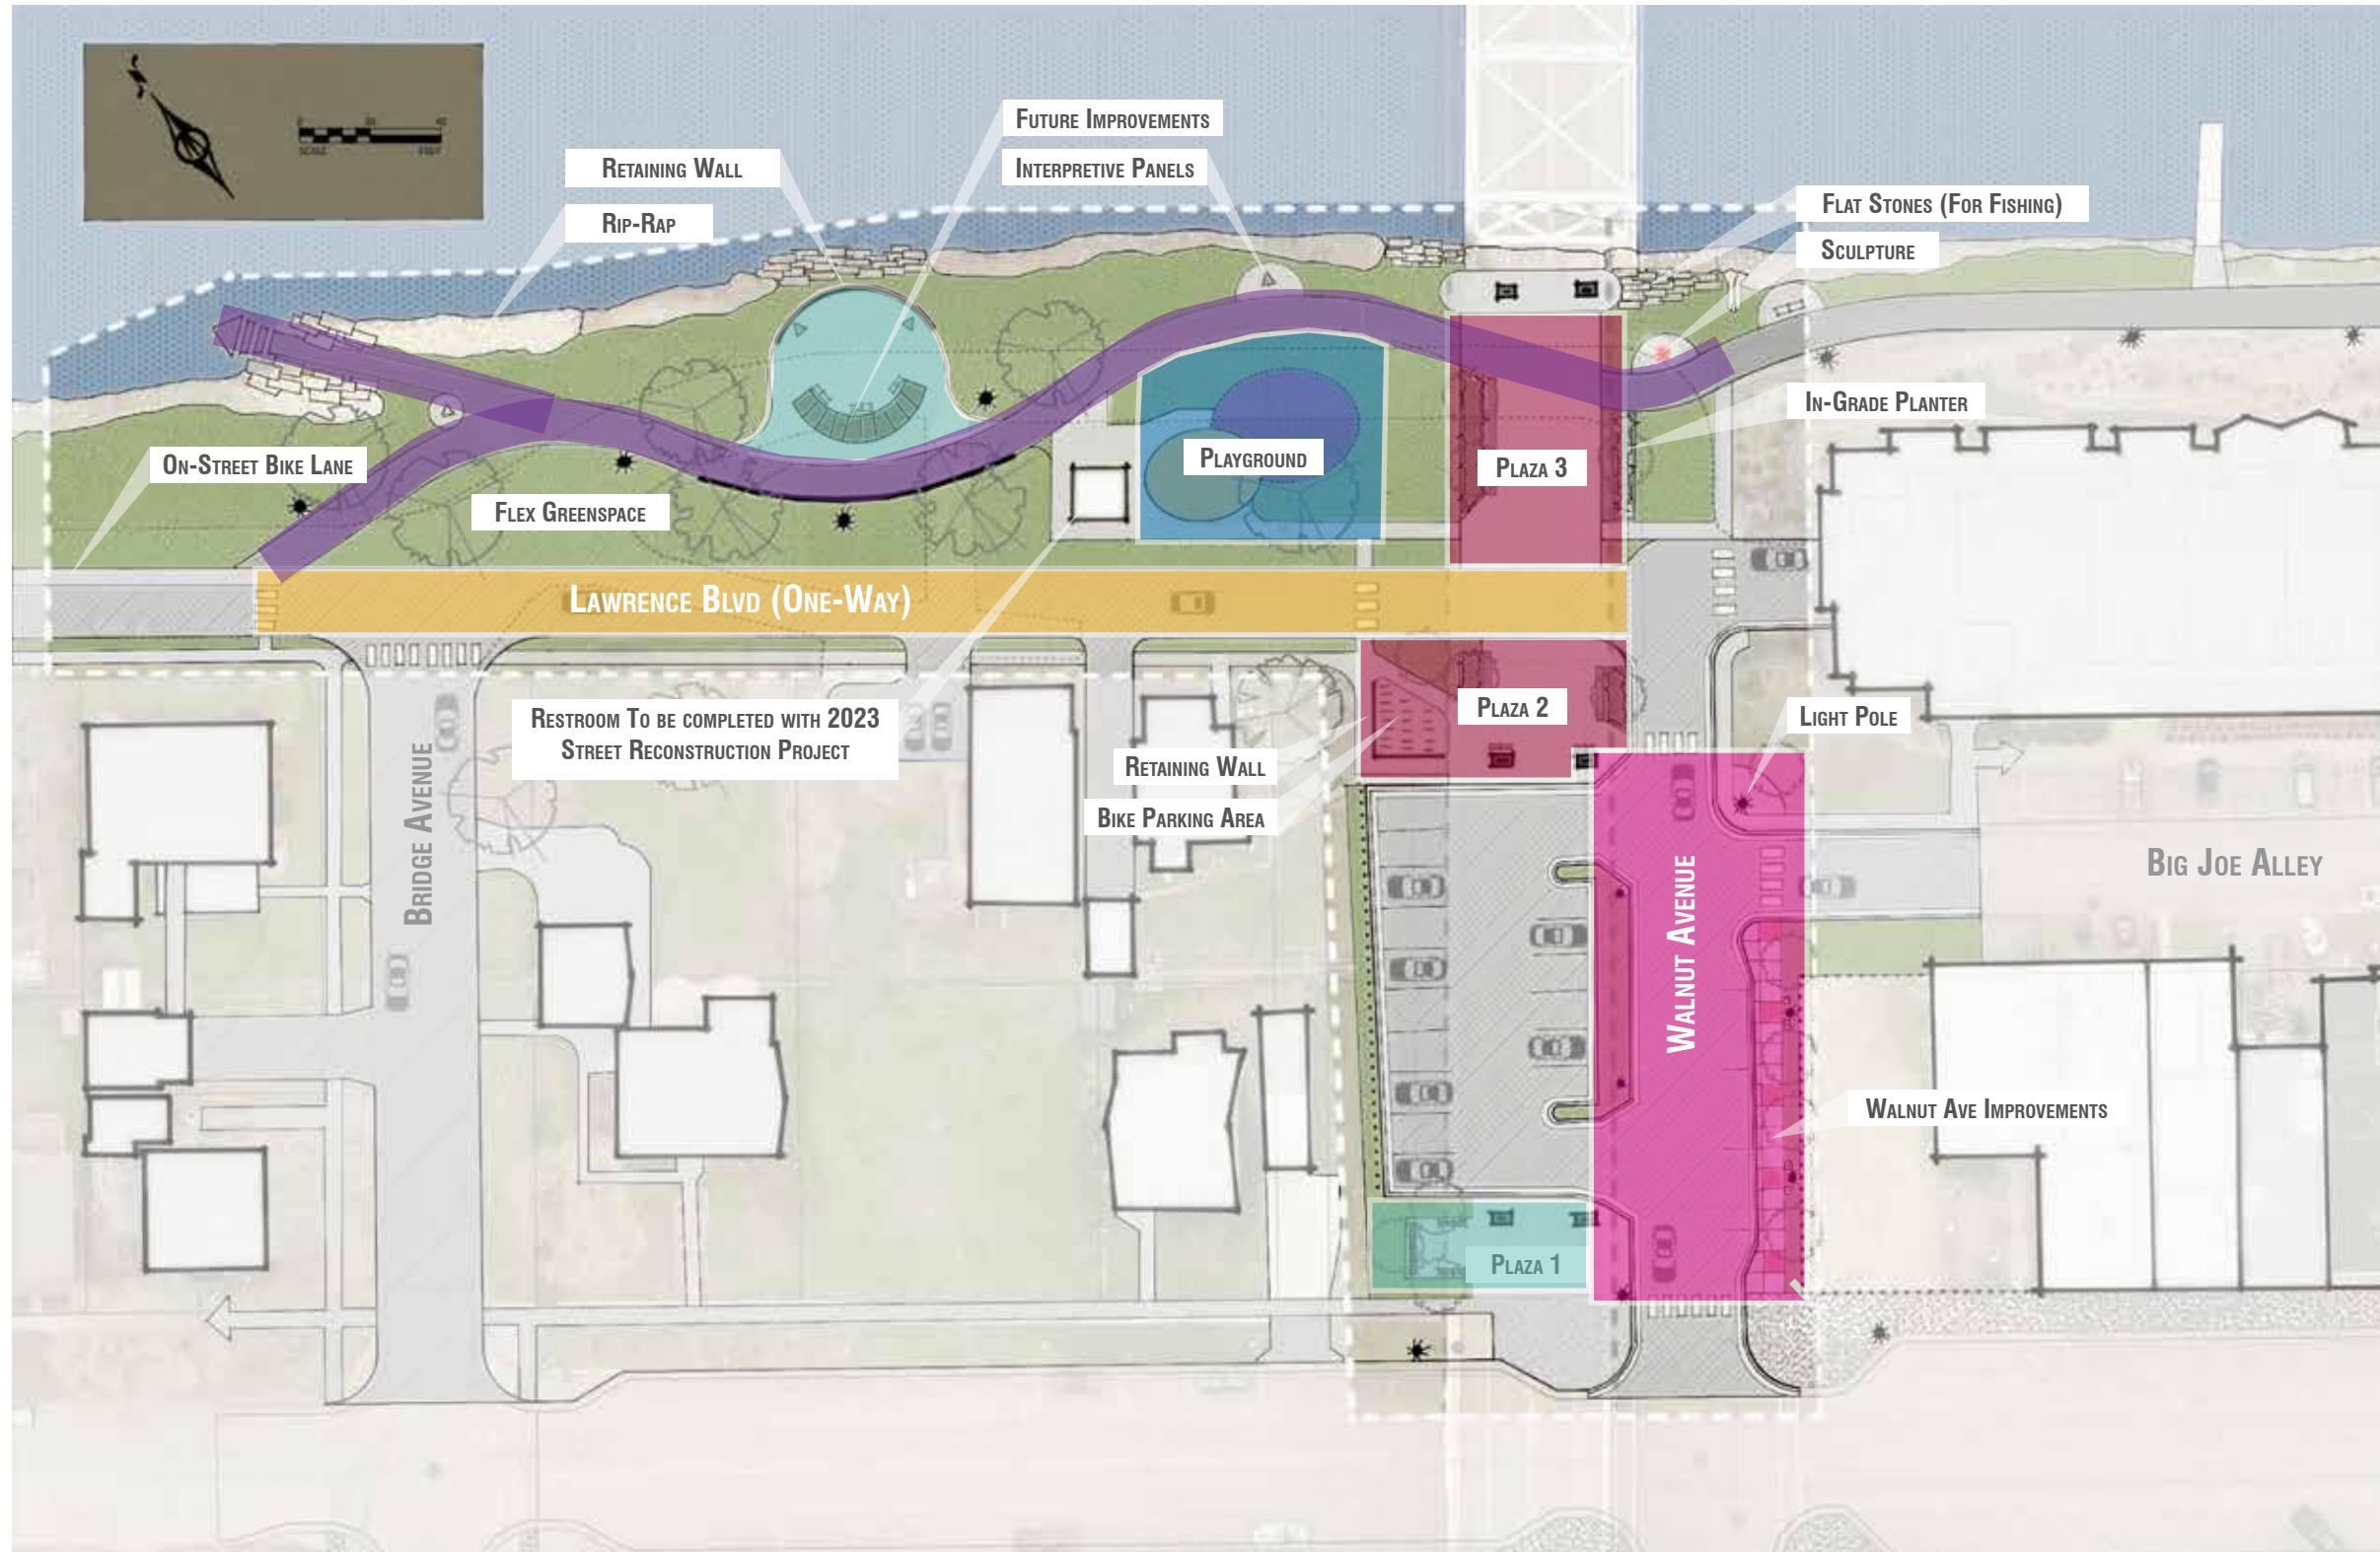 Future Improvements
Retaining Wall
Interpretive Panels
Rip-Rap
Flat Stones (For Fishing)
Sculpture
In-Grade Planter
On-Street Bike Lane
Flex Greenspace
Playground
Plaza 3
Lawrence Blvd (One-Way)
Restroom To be completed with 2023
Street Reconstruction Project
Plaza 2
Light Pole
Retaining Wall
Bike Parking Area
Bridge Avenue
Walnut Avenue
Big Joe Alley
Walnut Ave Improvements
Plaza 1
SCALE
FEET